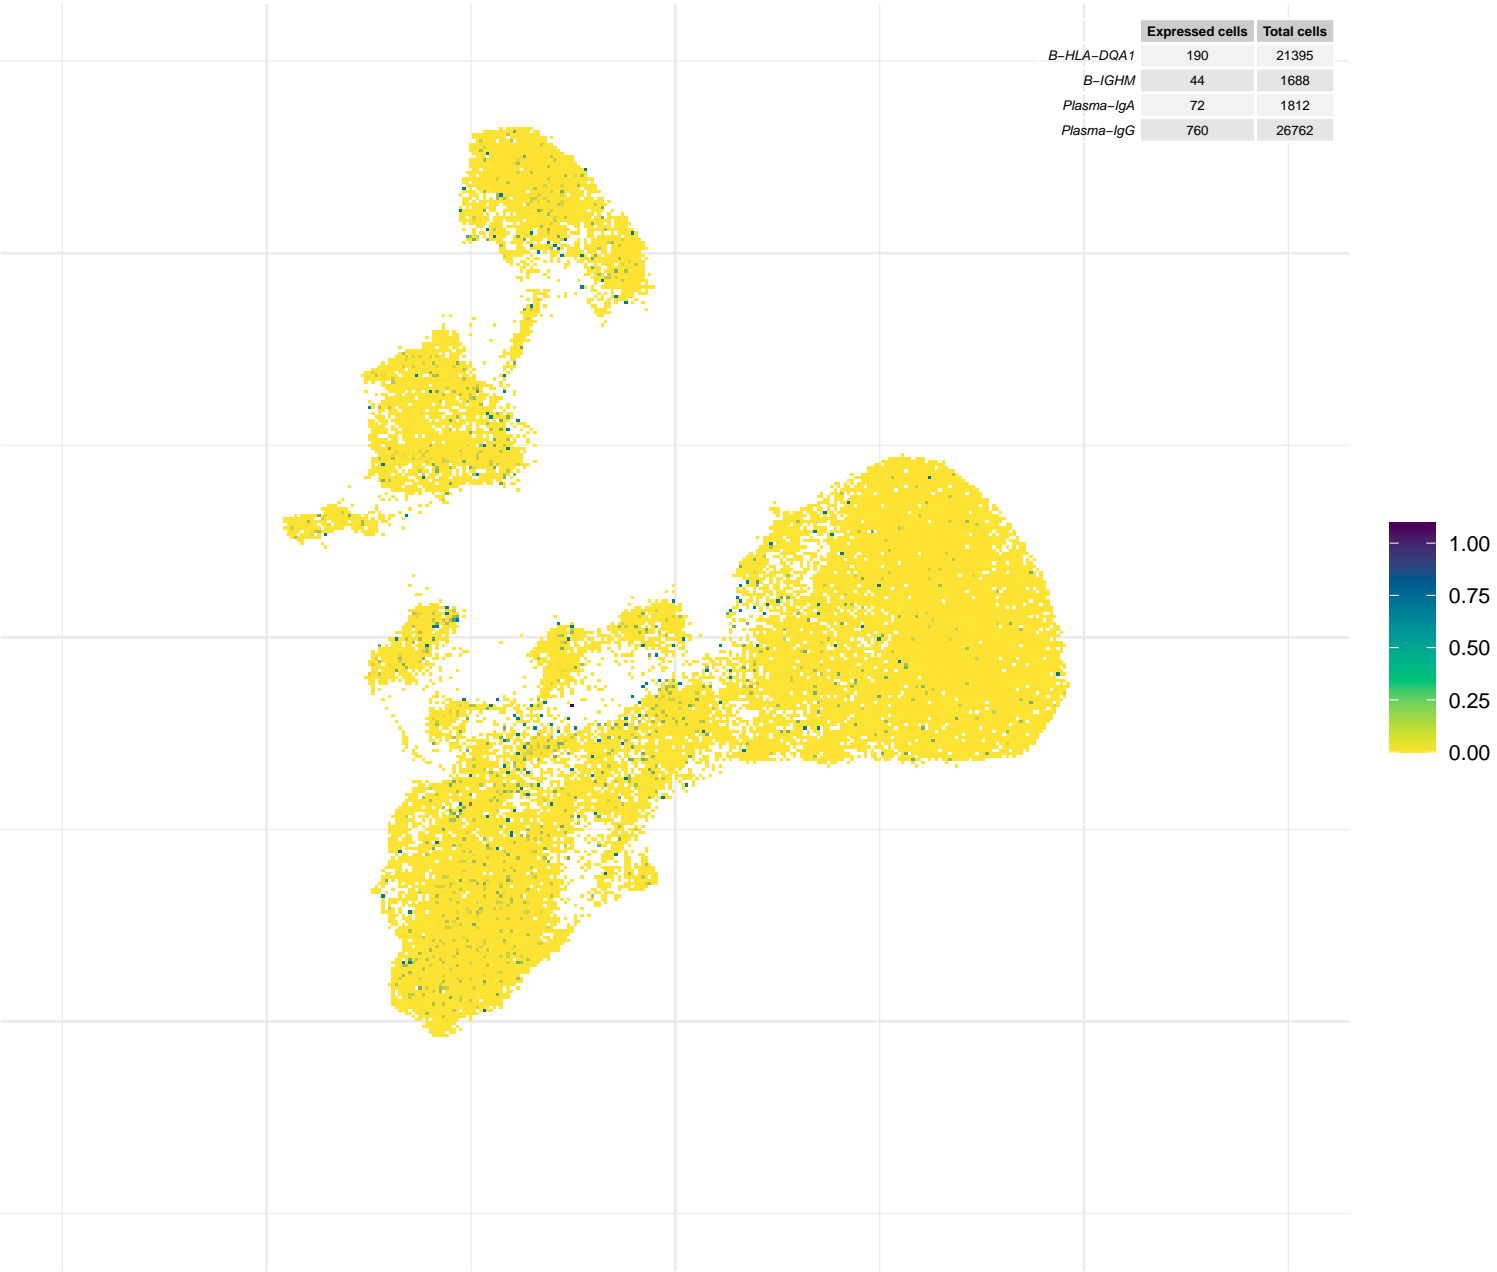 Expressed cells Total cells
B−HLA−DQA1 190 21395
B−IGHM 44 1688
Plasma−IgA 72 1812
Plasma−IgG 760 26762
1.00
0.75
0.50
0.25
0.00